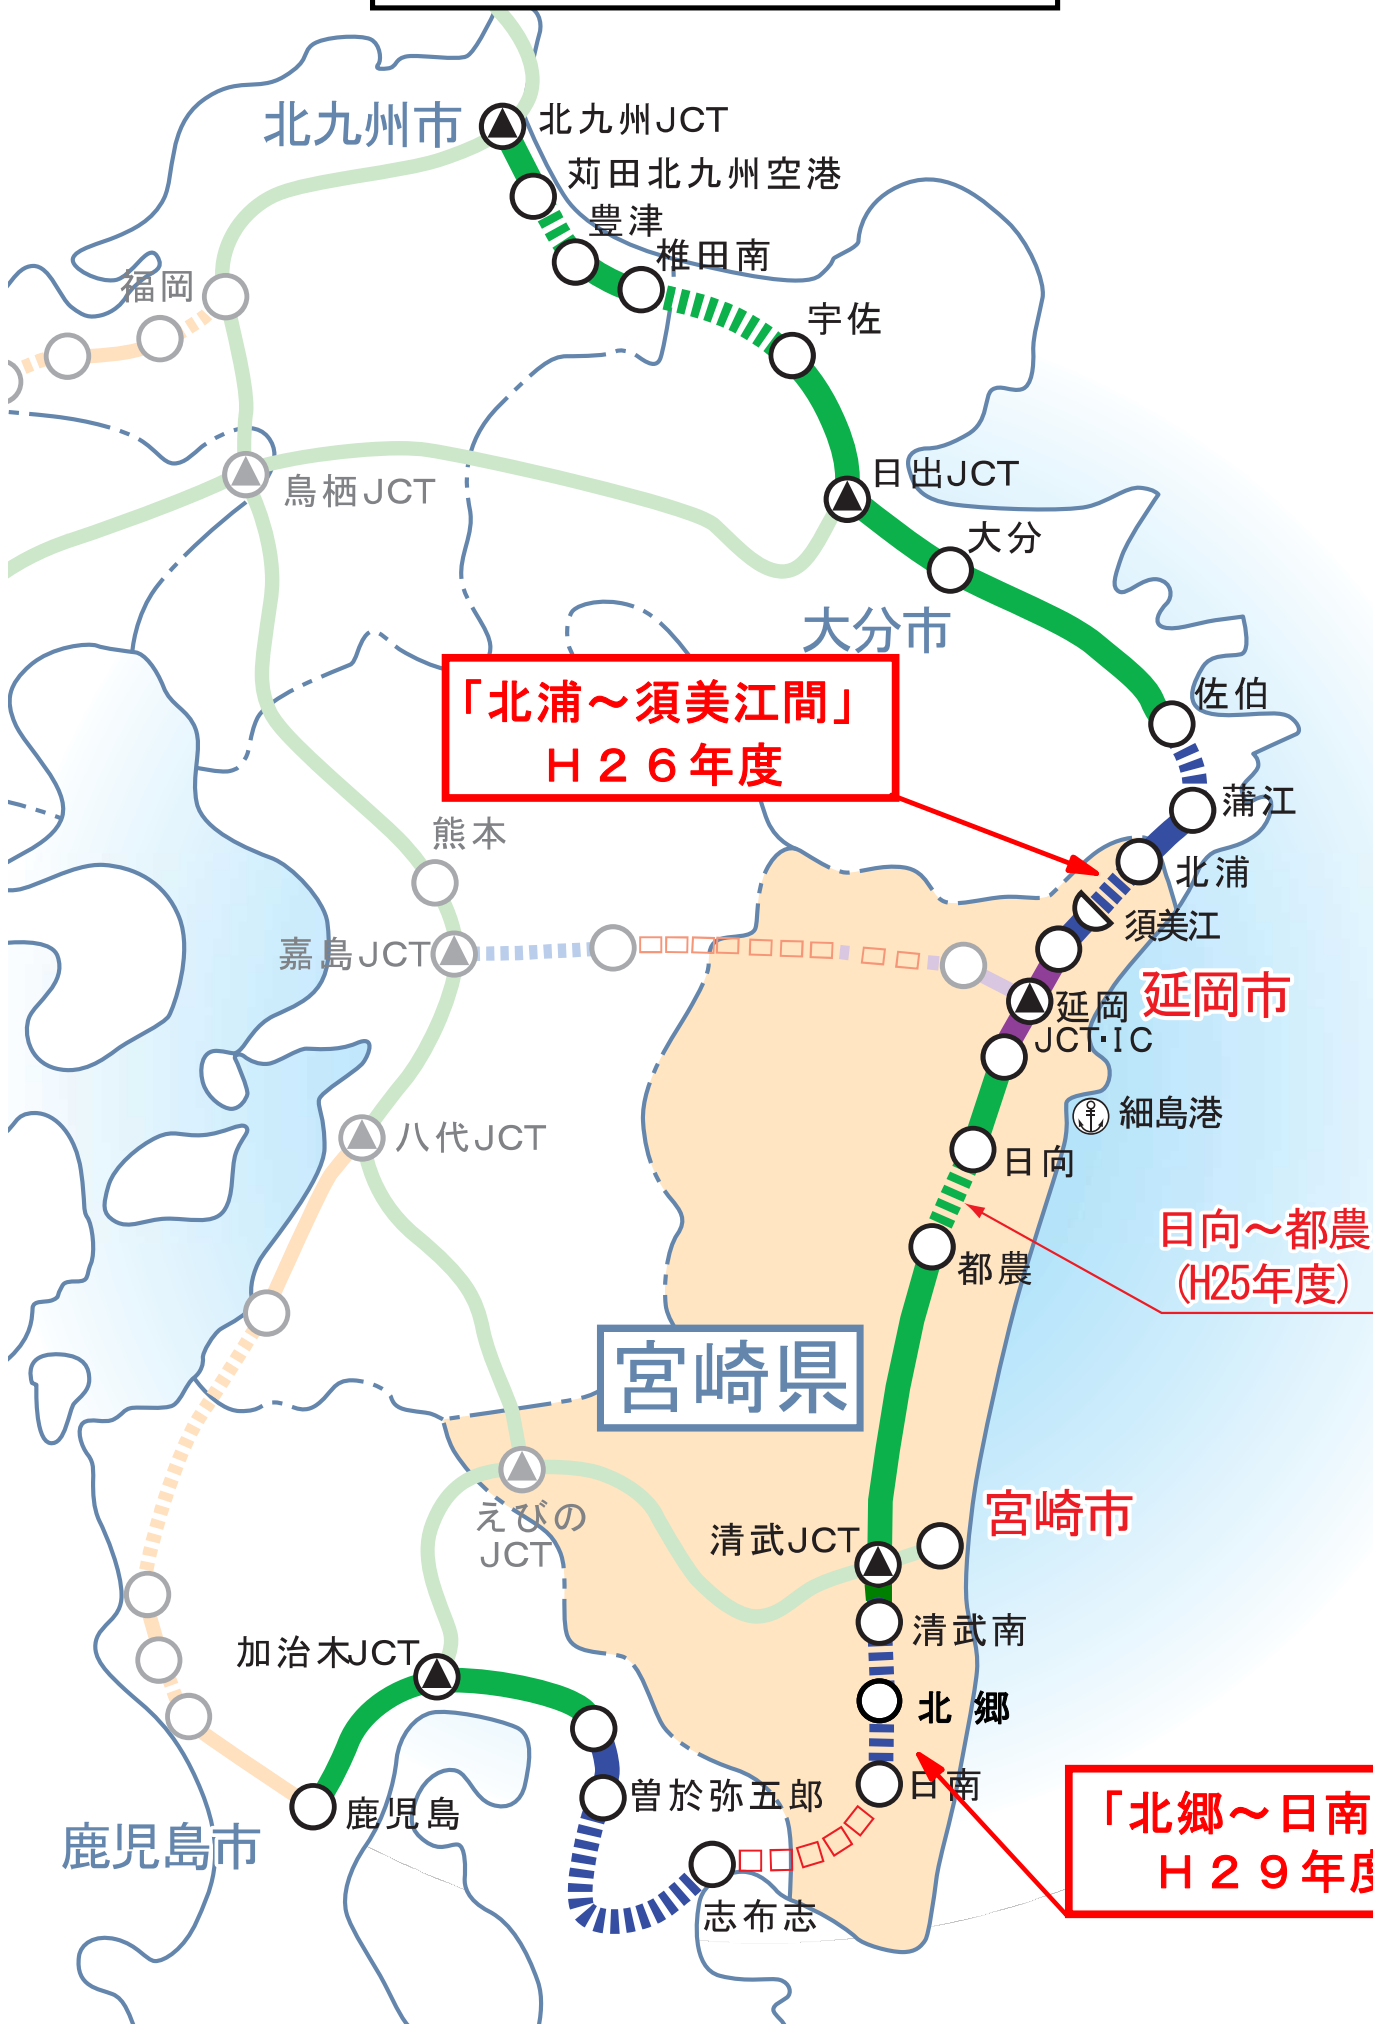 北九州市
北九州JCT
苅田北九州空港
豊津
椎田南
福岡
宇佐
日出JCT
鳥栖JCT
大分
大分市
「北浦～須美江間」
H26年度
佐伯
蒲江
熊本
北浦
須美江
嘉島JCT
延岡市
延岡
JCT・IC
細島港
八代JCT
日向
日向～都農
(H25年度)
都農
宮崎県
宮崎市
えびの
JCT
清武JCT
清武南
加治木JCT
北 郷
日南
曽於弥五郎
「北郷～日南
H29年度
鹿児島
鹿児島市
志布志